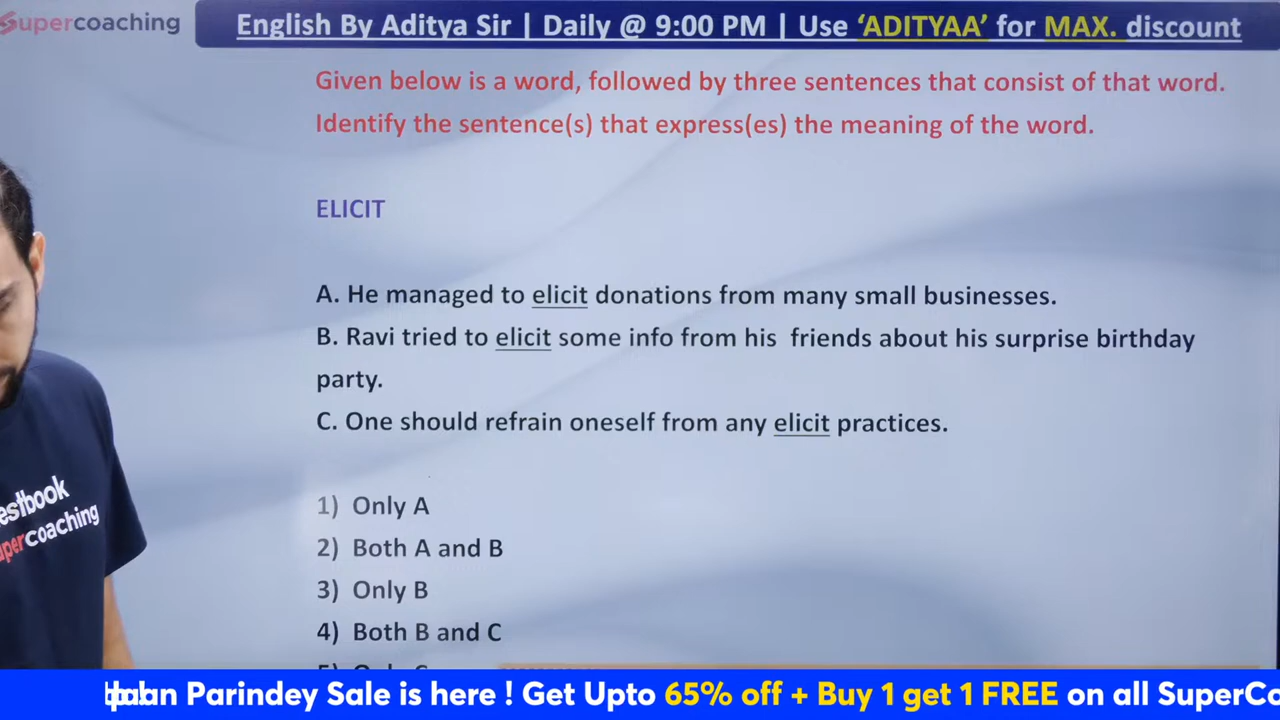 Supercoaching
English By Aditya Sir | Daily @ 9:00 PM | Use ‘ADITYAA’ for MAX. discount
Given below is a word, followed by three sentences that consist of that word.
Identify the sentence(s) that express(es) the meaning of the word.
ELICIT
A. He managed to elicit donations from many small businesses.
B. Ravi tried to elicit some info from his friends about his surprise birthday
party.
C. One should refrain oneself from any elicit practices.
1) Only A
2) Both A and B
3) Only B
4) Both B and C
estbook
upercoaching
Parindey Sale is here ! Get Upto 65% off + Buy 1 get 1 FREE on all